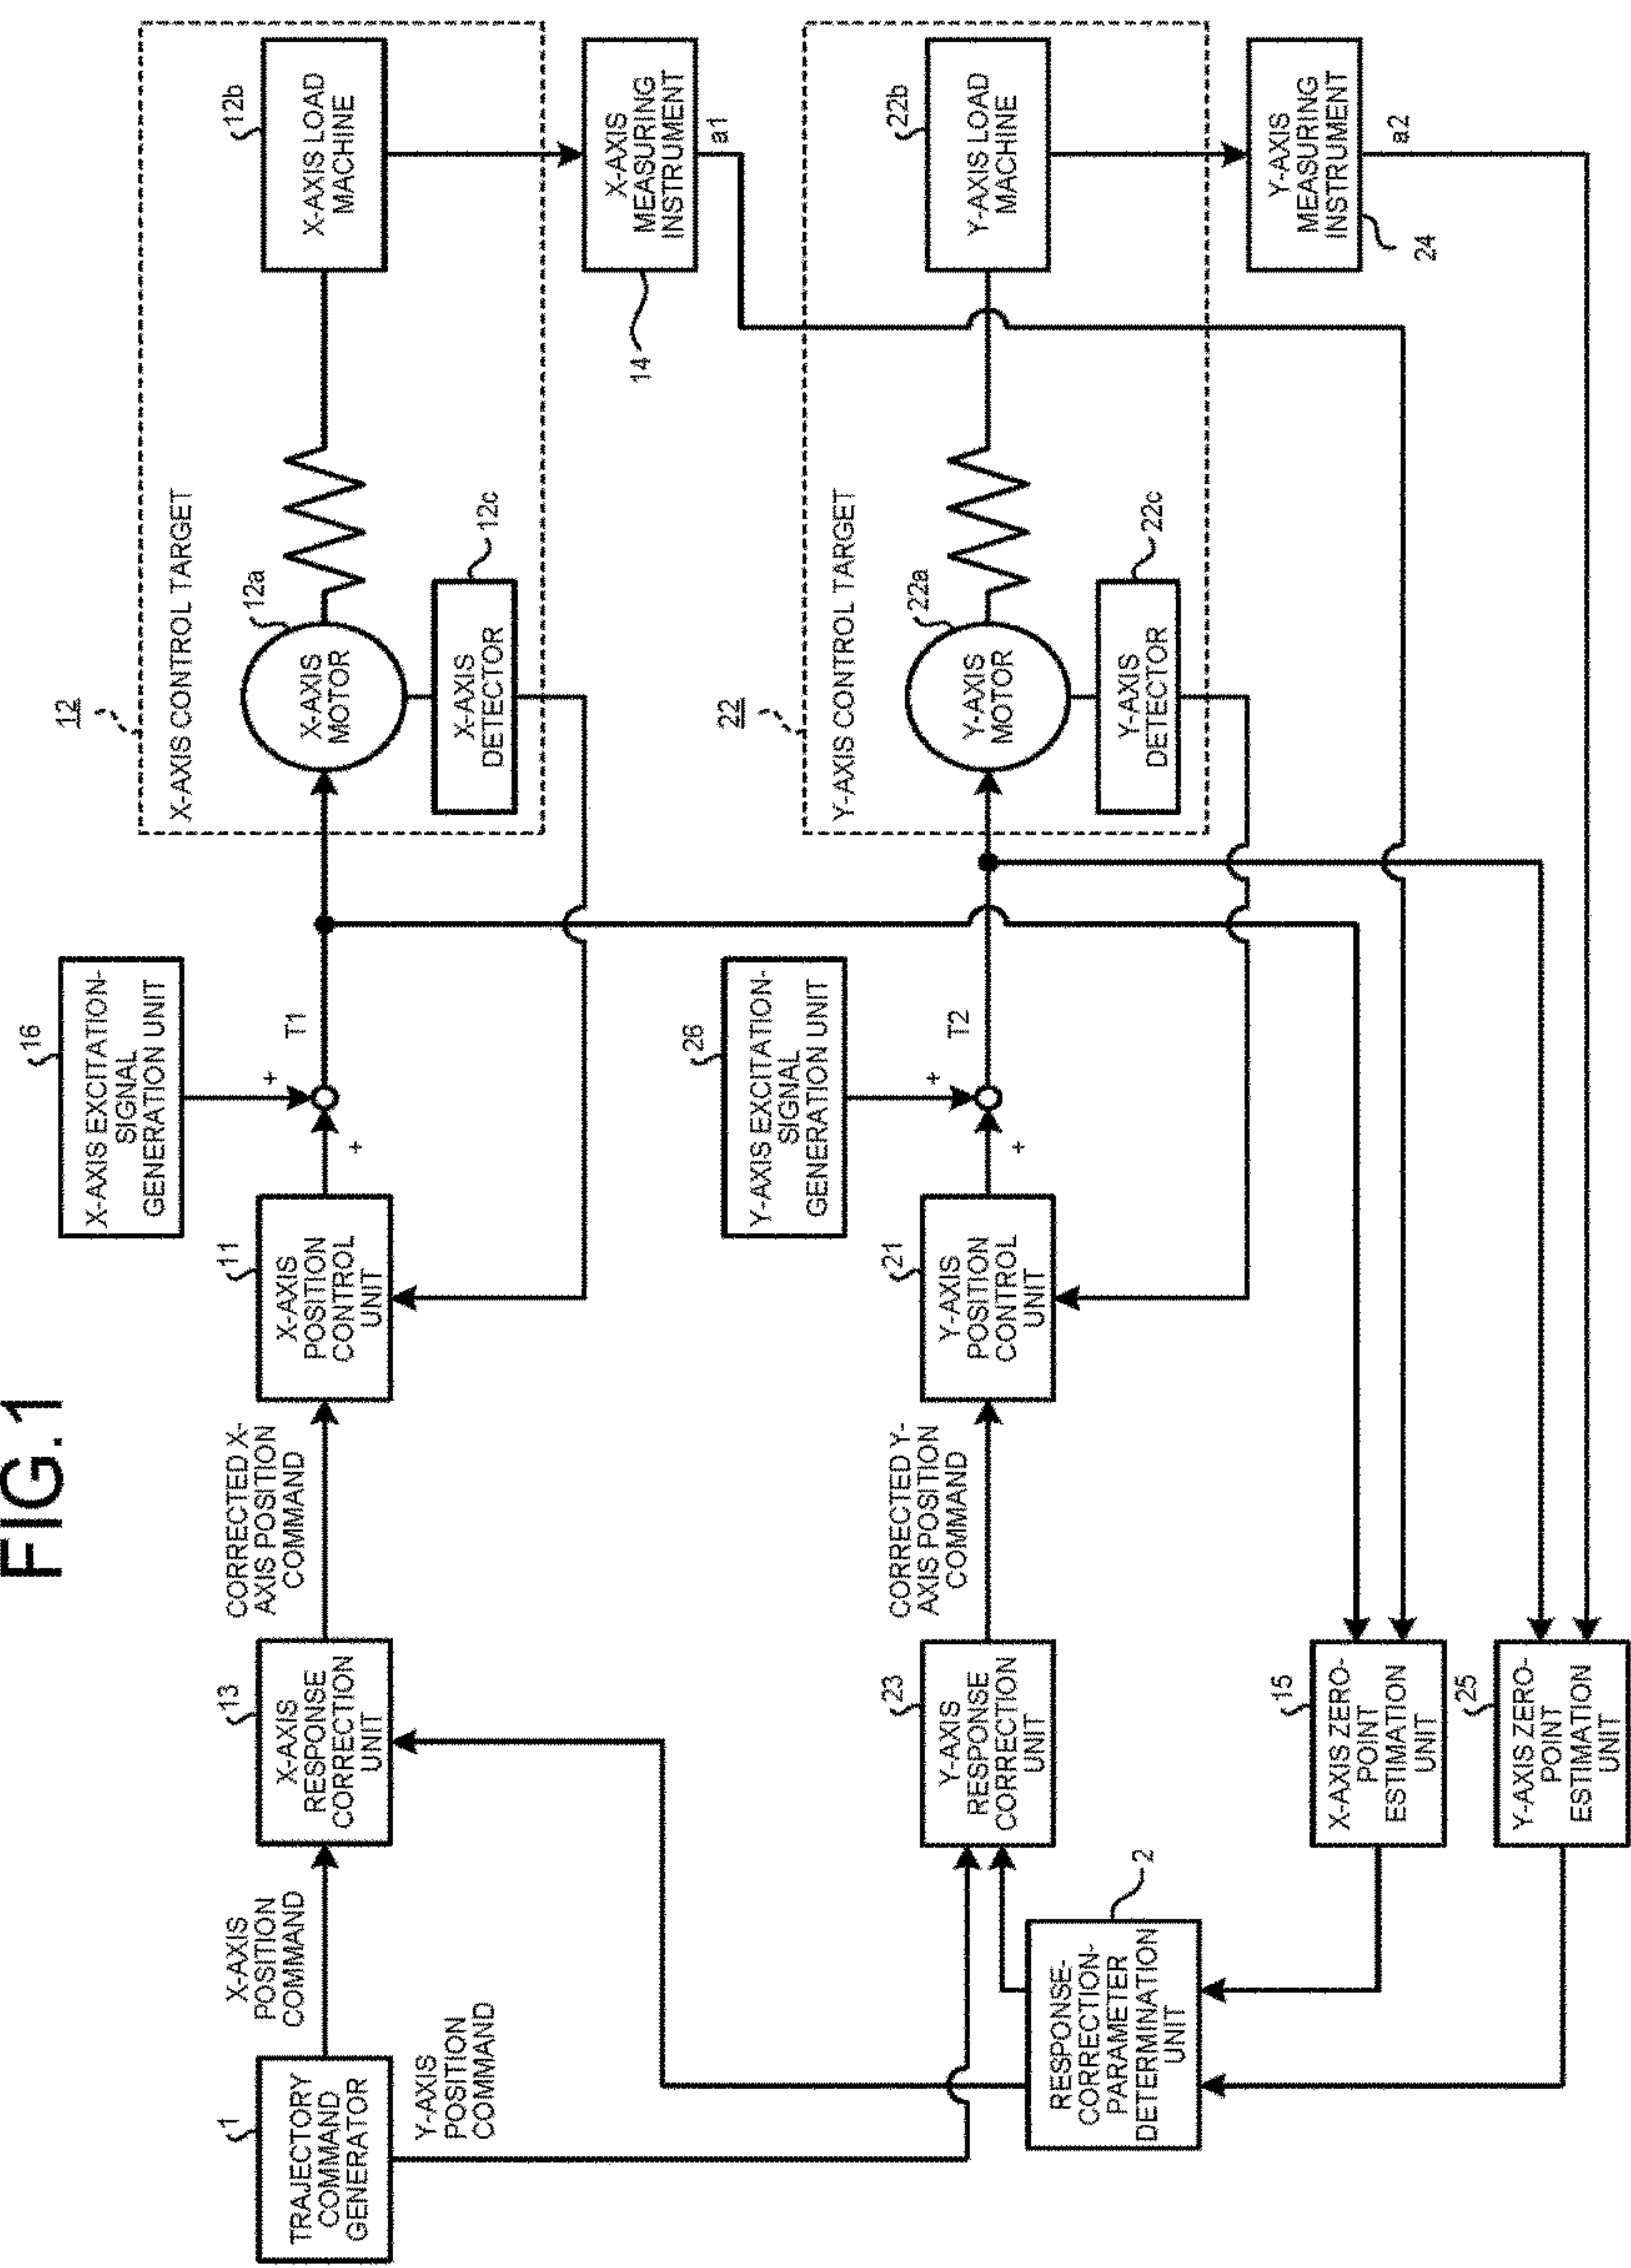 FIG.1
16
X-AXIS EXCITATION-
SIGNAL
GENERATION UNIT
12
X-AXIS CONTROL TARGET
1
TRAJECTORY
COMMAND
GENERATOR
X-AXIS
POSITION
COMMAND
13
X-AXIS
RESPONSE
CORRECTION
UNIT
CORRECTED X-
AXIS POSITION
COMMAND
11
X-AXIS
POSITION
CONTROL
UNIT
+
+
T1
12a
X-AXIS
MOTOR
12b
X-AXIS LOAD
MACHINE
12c
X-AXIS
DETECTOR
X-AXIS
MEASURING
INSTRUMENT
14
a1
Y-AXIS
POSITION
COMMAND
26
Y-AXIS EXCITATION-
SIGNAL
GENERATION UNIT
22
Y-AXIS CONTROL TARGET
23
Y-AXIS
RESPONSE
CORRECTION
UNIT
CORRECTED Y-
AXIS POSITION
COMMAND
21
Y-AXIS
POSITION
CONTROL
UNIT
+
+
T2
22a
Y-AXIS
MOTOR
22b
Y-AXIS LOAD
MACHINE
22c
Y-AXIS
DETECTOR
Y-AXIS
MEASURING
INSTRUMENT
24
a2
2
RESPONSE-
CORRECTION-
PARAMETER
DETERMINATION
UNIT
15
X-AXIS ZERO-
POINT
ESTIMATION
UNIT
25
Y-AXIS ZERO-
POINT
ESTIMATION
UNIT